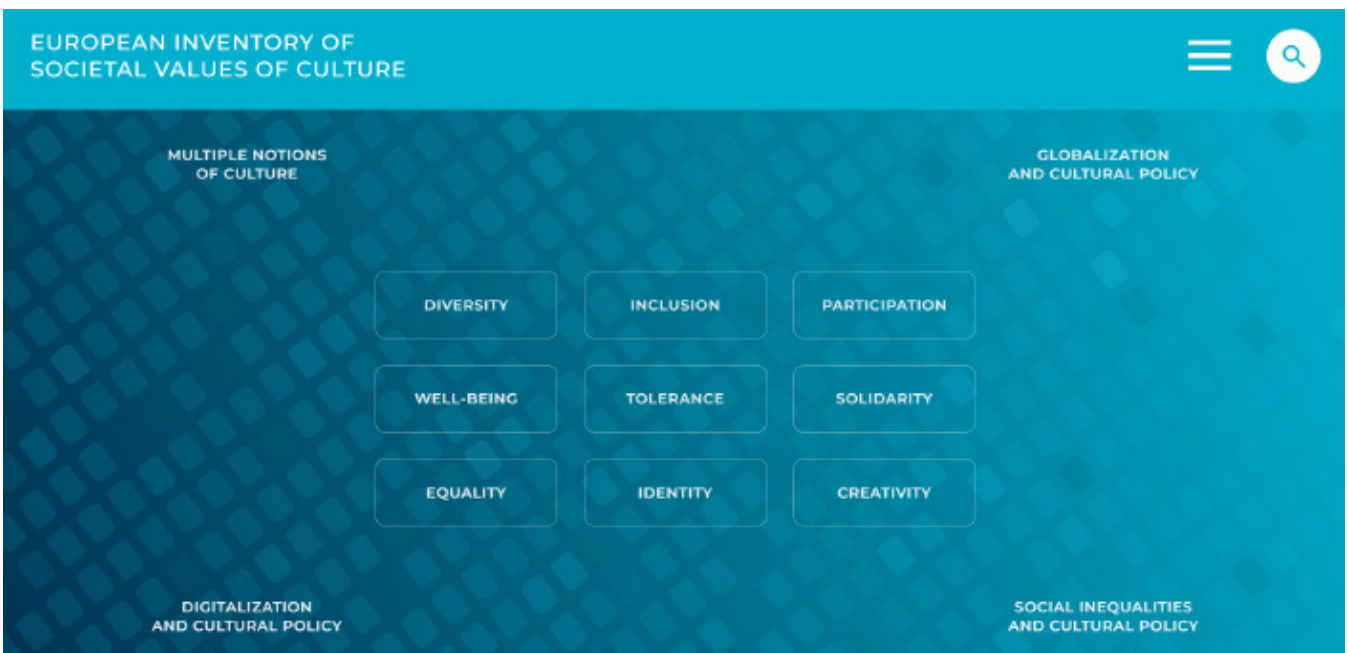 EUROPEAN INVENTORY OF
SOCIETAL VALUES OF CULTURE
MULTIPLE NOTIONS
OF CULTURE
GLOBALIZATION
AND CULTURAL POLICY
DIVERSITY
INCLUSION
PARTICIPATION
WELL-BEING
TOLERANCE
SOLIDARITY
EQUALITY
IDENTITY
CREATIVITY
DIGITALIZATION
AND CULTURAL POLICY
SOCIAL INEQUALITIES
AND CULTURAL POLICY